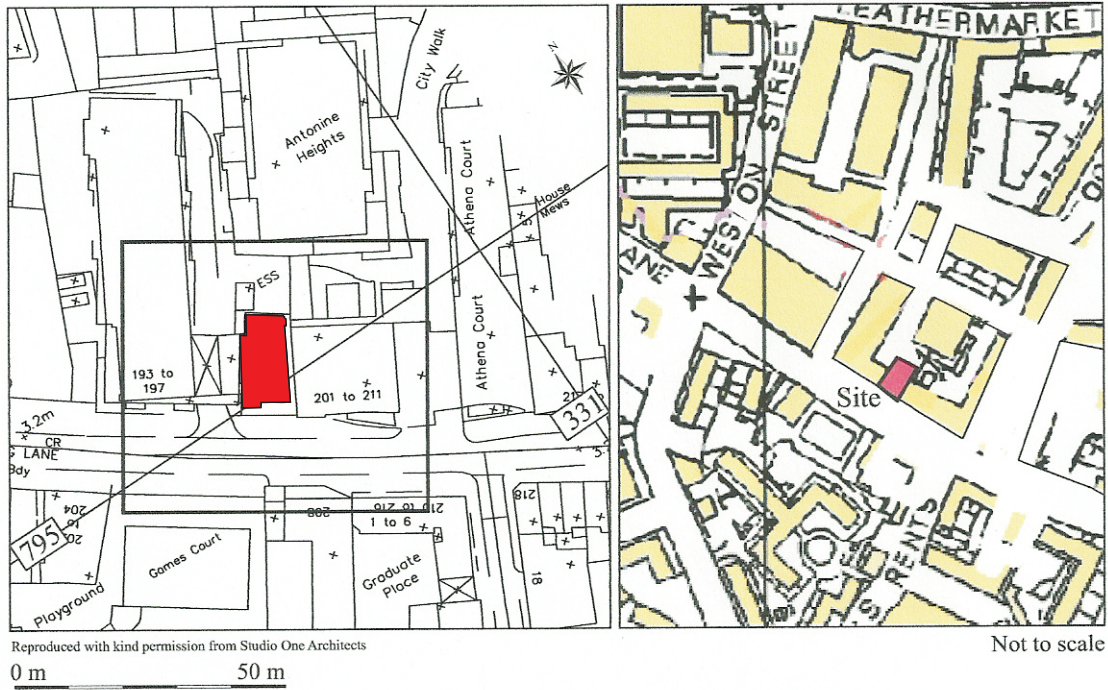 City Walk
N
Antonine
Heights
Athena Court
House
Mews
5
ESS
Athena Court
193 to
197
201 to 211
331
3.2m
CR
G LANE
Bdy
795
204
208
210 to 216
1 to 6
218
Games Court
Graduate
Place
18
Playground
LEATHERMARKET
WESTON STREET
LANE
Site
S RENTS
Reproduced with kind permission from Studio One Architects
Not to scale
0 m 50 m